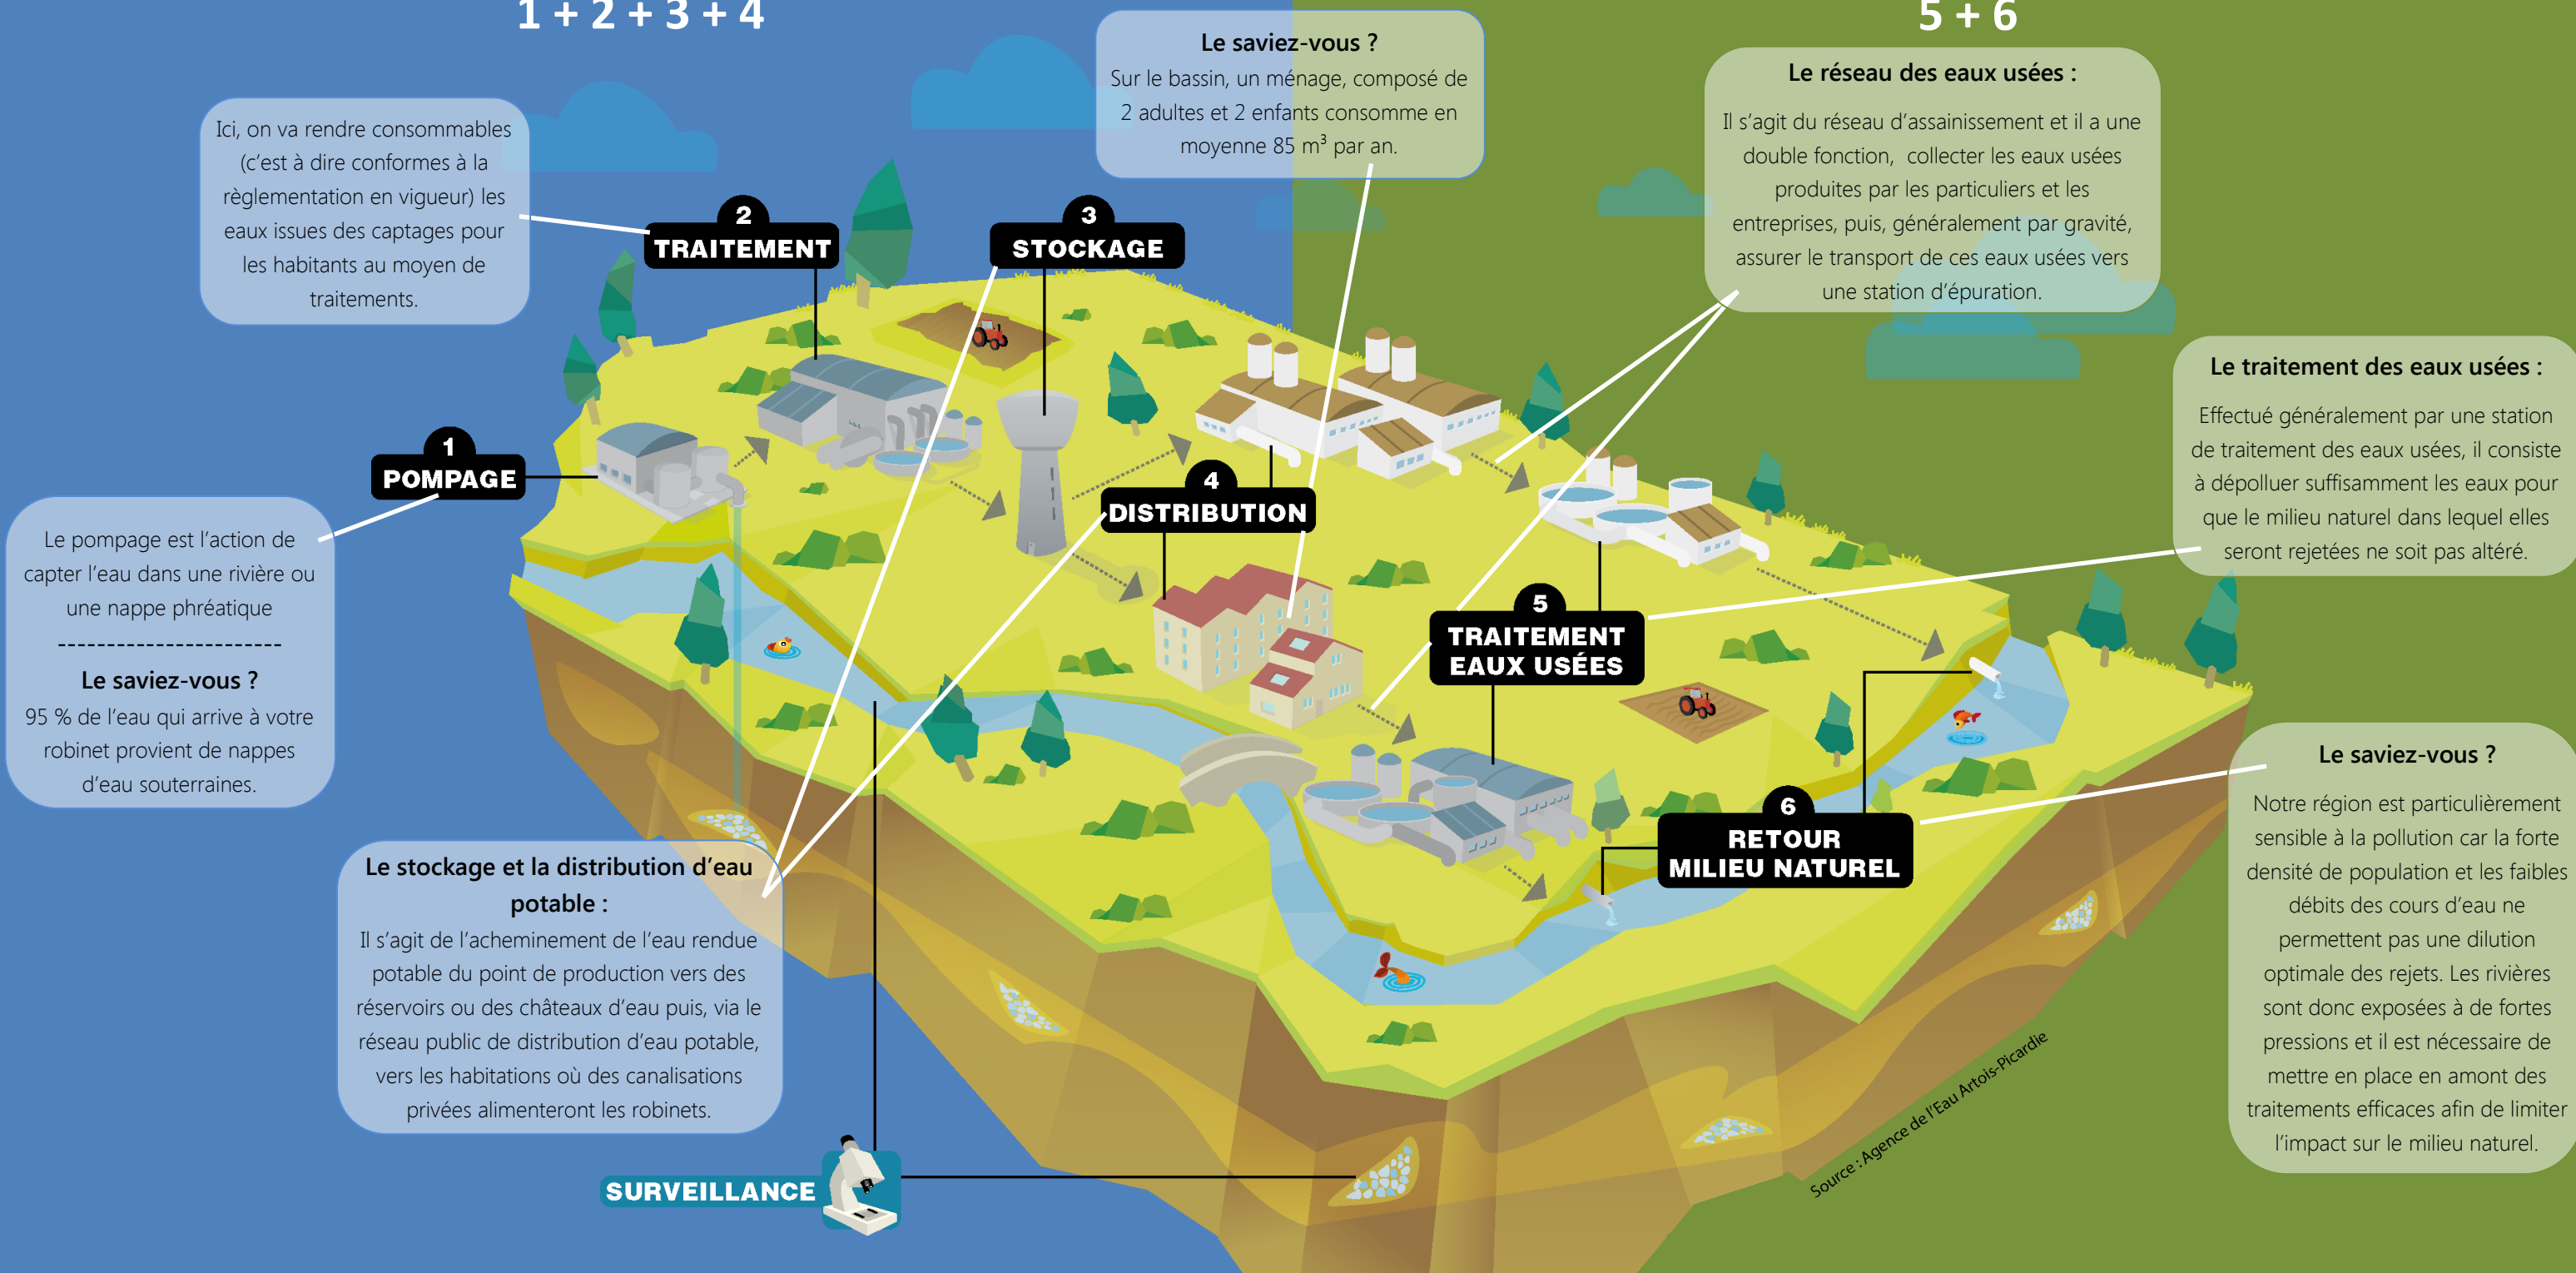 1 + 2 + 3 + 4
5 + 6
Le saviez-vous ?
Sur le bassin, un ménage, composé de
2 adultes et 2 enfants consomme en
moyenne 85 m³ par an.
Le réseau des eaux usées :
Il s’agit du réseau d’assainissement et il a une
double fonction, collecter les eaux usées
produites par les particuliers et les
entreprises, puis, généralement par gravité,
assurer le transport de ces eaux usées vers
une station d’épuration.
Ici, on va rendre consommables
(c’est à dire conformes à la
règlementation en vigueur) les
eaux issues des captages pour
les habitants au moyen de
traitements.
2
TRAITEMENT
3
STOCKAGE
Le traitement des eaux usées :
Effectué généralement par une station
de traitement des eaux usées, il consiste
à dépolluer suffisamment les eaux pour
que le milieu naturel dans lequel elles
seront rejetées ne soit pas altéré.
1
POMPAGE
4
DISTRIBUTION
Le pompage est l’action de
capter l’eau dans une rivière ou
une nappe phréatique
-----------------------
Le saviez-vous ?
95 % de l’eau qui arrive à votre
robinet provient de nappes
d’eau souterraines.
5
TRAITEMENT
EAUX USÉES
6
RETOUR
MILIEU NATUREL
Le saviez-vous ?
Notre région est particulièrement
sensible à la pollution car la forte
densité de population et les faibles
débits des cours d’eau ne
permettent pas une dilution
optimale des rejets. Les rivières
sont donc exposées à de fortes
pressions et il est nécessaire de
mettre en place en amont des
traitements efficaces afin de limiter
l’impact sur le milieu naturel.
Le stockage et la distribution d’eau
potable :
Il s’agit de l’acheminement de l’eau rendue
potable du point de production vers des
réservoirs ou des châteaux d’eau puis, via le
réseau public de distribution d’eau potable,
vers les habitations où des canalisations
privées alimenteront les robinets.
Source : Agence de l’Eau Artois-Picardie
SURVEILLANCE